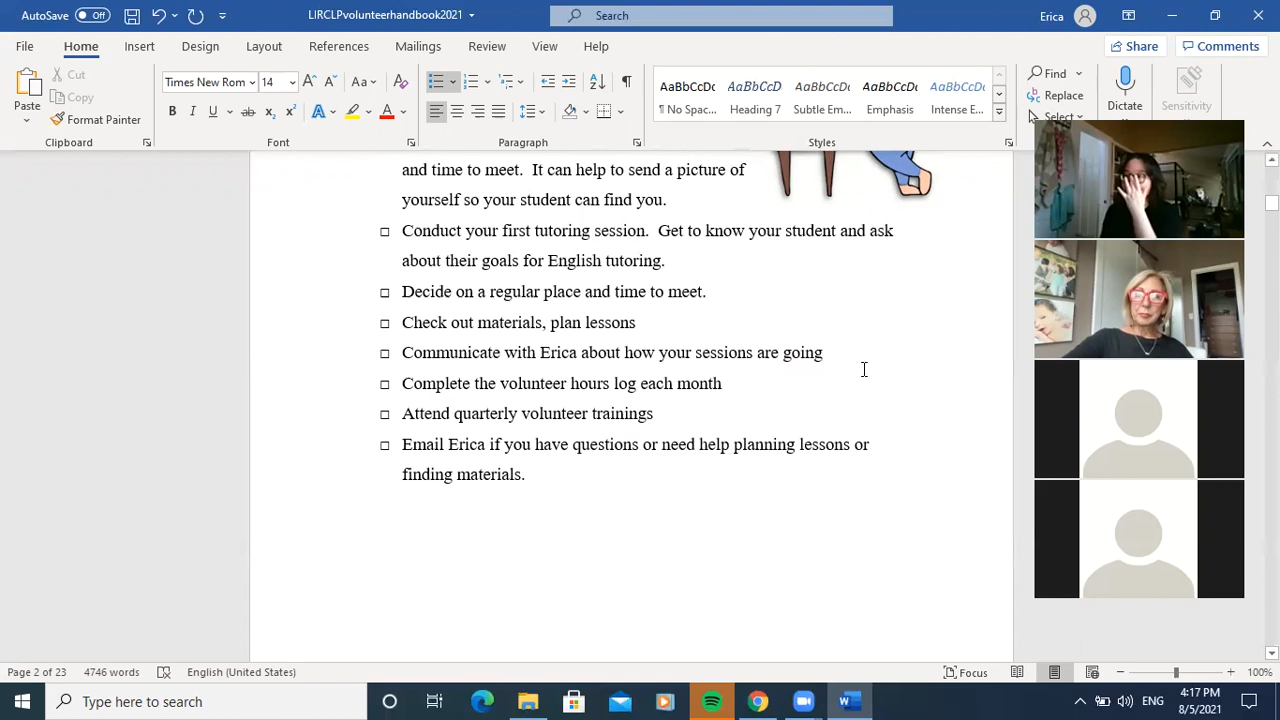 AutoSave Off LIRCLPvolunteerhandbook2021 Search Erica
File Home Insert Design Layout References Mailings Review View Help Share Comments
Paste Cut Copy Format Painter
Times New Rom 14 Aa
B I U ab x₂ x² A A
AaBbCcDc AaBbCcD AaBbCcDc AaBbCcDc AaBbCcDc
¶ No Spac... Heading 7 Subtle Em... Emphasis Intense E...
Find Replace Select
Dictate Sensitivity
Clipboard Font Paragraph Styles
and time to meet. It can help to send a picture of
yourself so your student can find you.
□ Conduct your first tutoring session. Get to know your student and ask
about their goals for English tutoring.
□ Decide on a regular place and time to meet.
□ Check out materials, plan lessons
□ Communicate with Erica about how your sessions are going
□ Complete the volunteer hours log each month
□ Attend quarterly volunteer trainings
□ Email Erica if you have questions or need help planning lessons or
finding materials.
Page 2 of 23 4746 words English (United States) Focus 100%
Type here to search ENG 4:17 PM
8/5/2021